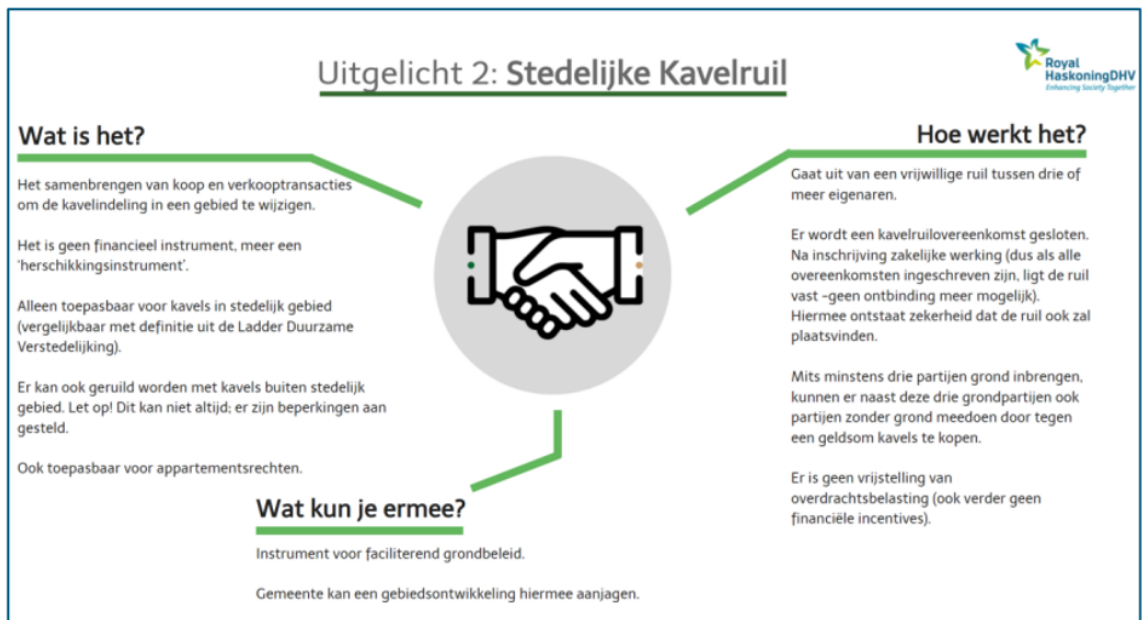 Uitgelicht 2: Stedelijke Kavelruil
Royal
HaskoningDHV
Enhancing Society Together
Wat is het?
Het samenbrengen van koop en verkooptransacties
om de kavelindeling in een gebied te wijzigen.
Het is geen financieel instrument, meer een
‘herschikkingsinstrument’.
Alleen toepasbaar voor kavels in stedelijk gebied
(vergelijkbaar met definitie uit de Ladder Duurzame
Verstedelijking).
Er kan ook geruild worden met kavels buiten stedelijk
gebied. Let op! Dit kan niet altijd; er zijn beperkingen aan
gesteld.
Ook toepasbaar voor appartementsrechten.
Hoe werkt het?
Gaat uit van een vrijwillige ruil tussen drie of
meer eigenaren.
Er wordt een kavelruilovereenkomst gesloten.
Na inschrijving zakelijke werking (dus als alle
overeenkomsten ingeschreven zijn, ligt de ruil
vast –geen ontbinding meer mogelijk).
Hiermee ontstaat zekerheid dat de ruil ook zal
plaatsvinden.
Mits minstens drie partijen grond inbrengen,
kunnen er naast deze drie grondpartijen ook
partijen zonder grond meedoen door tegen
een geldsom kavels te kopen.
Er is geen vrijstelling van
overdrachtsbelasting (ook verder geen
financiële incentives).
Wat kun je ermee?
Instrument voor faciliterend grondbeleid.
Gemeente kan een gebiedsontwikkeling hiermee aanjagen.